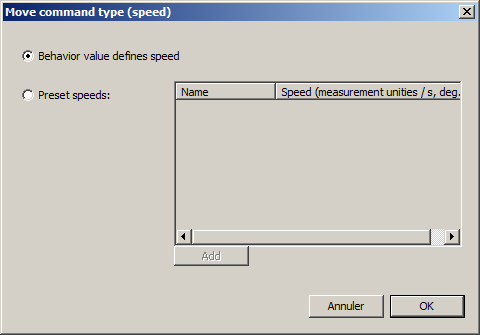 Move command type (speed)
Behavior value defines speed
Preset speeds:
Name Speed (measurement unities / s, deg.
Add
Annuler OK